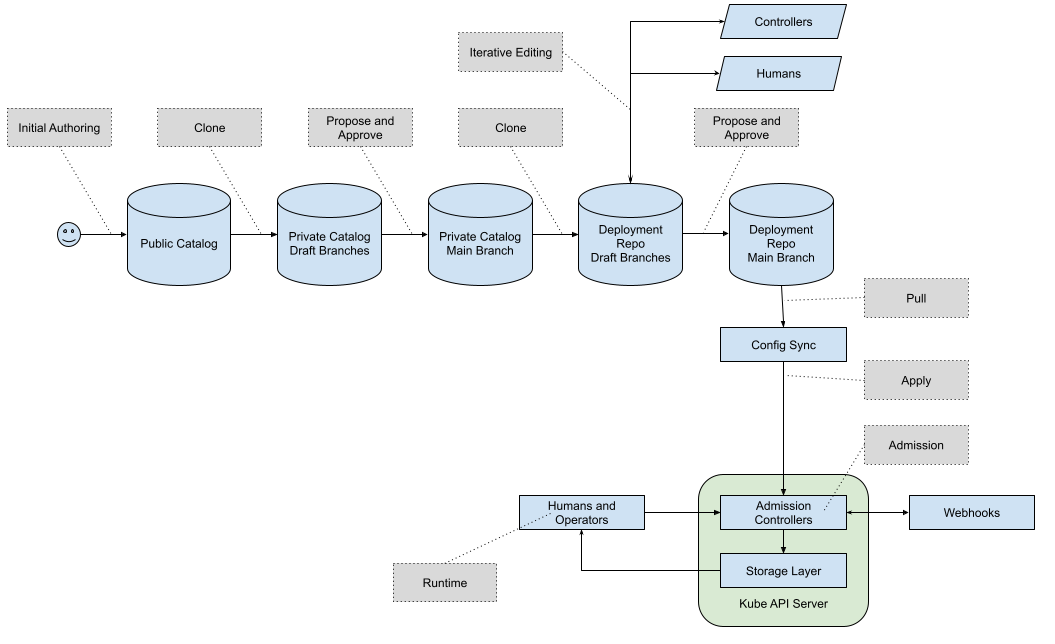 Controllers
Iterative Editing
Humans
Initial Authoring
Clone
Propose and
Approve
Clone
Propose and
Approve
Public Catalog
Private Catalog
Draft Branches
Private Catalog
Main Branch
Deployment
Repo
Draft Branches
Deployment
Repo
Main Branch
Pull
Config Sync
Apply
Admission
Humans and
Operators
Admission
Controllers
Webhooks
Runtime
Storage Layer
Kube API Server